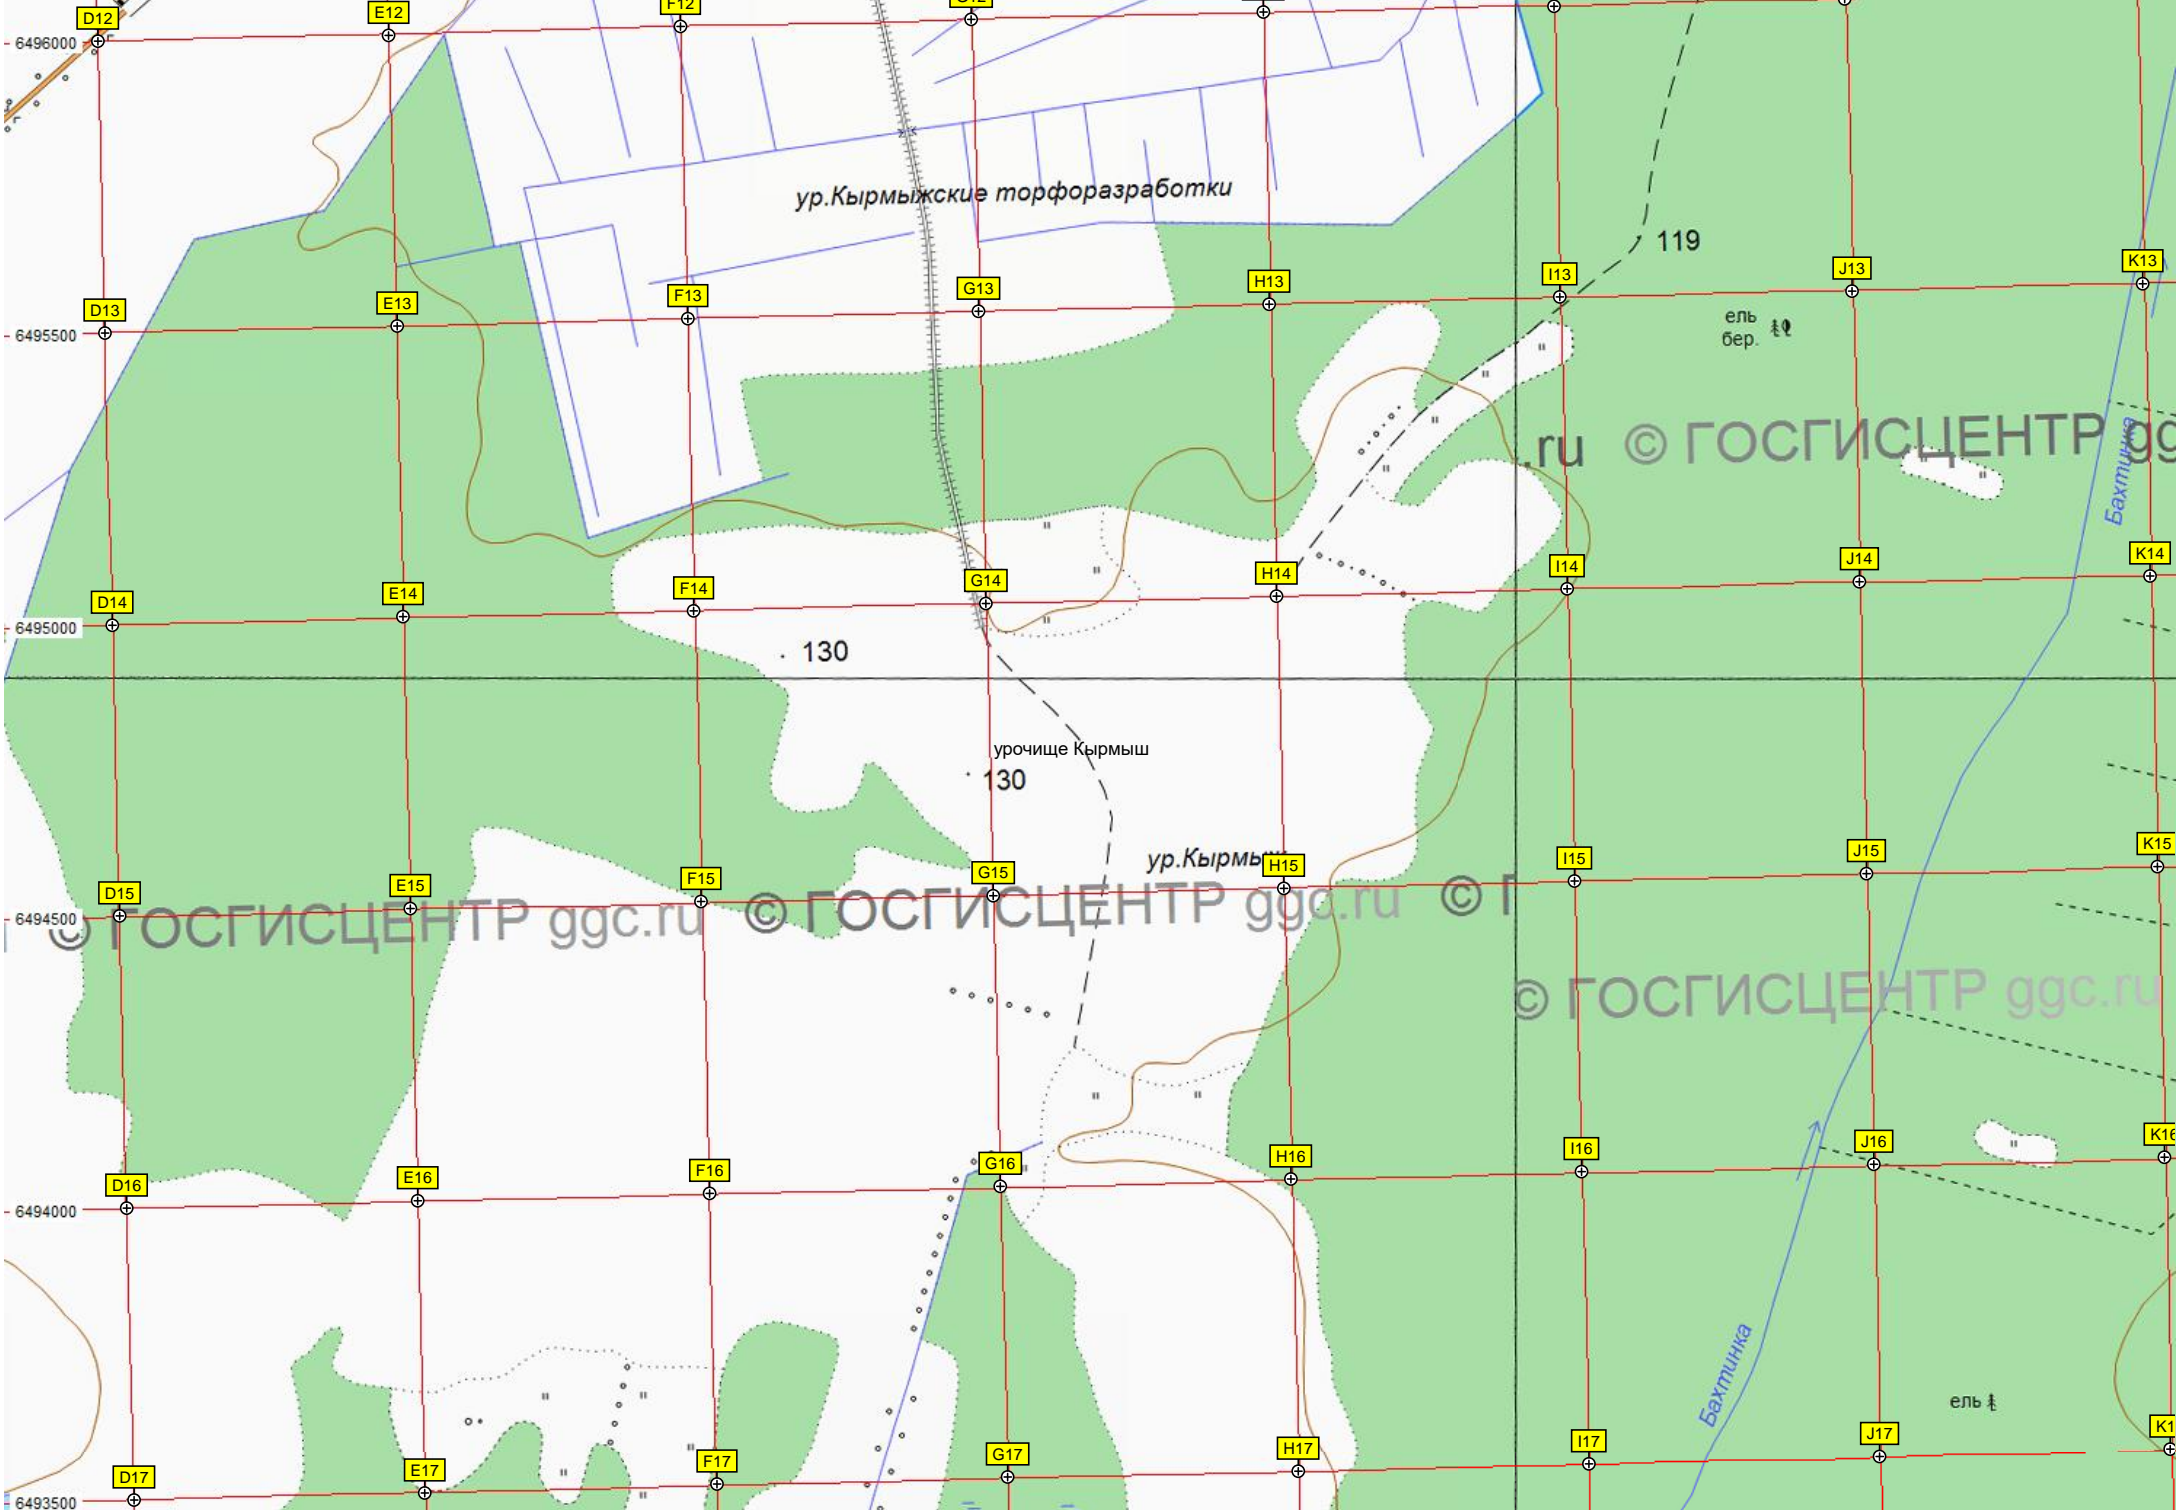 D12
E12
F12
6496000
ур.Кырмыжские торфоразработки
119
D13
E13
F13
G13
H13
I13
J13
K13
6495500
ель
бер.
.ru © ГОСГИСЦЕНТР gg
Бахтинка
D14
E14
F14
G14
H14
I14
J14
K14
6495000
130
урочище Кырмыш
130
ур.Кырмыж
D15
E15
F15
G15
H15
I15
J15
K15
6494500
© ГОСГИСЦЕНТР ggc.ru © ГОСГИСЦЕНТР ggc.ru ©
© ГОСГИСЦЕНТР ggc.ru
D16
E16
F16
G16
H16
I16
J16
K16
6494000
Бахтинка
ель
D17
E17
F17
G17
H17
I17
J17
K1
6493500